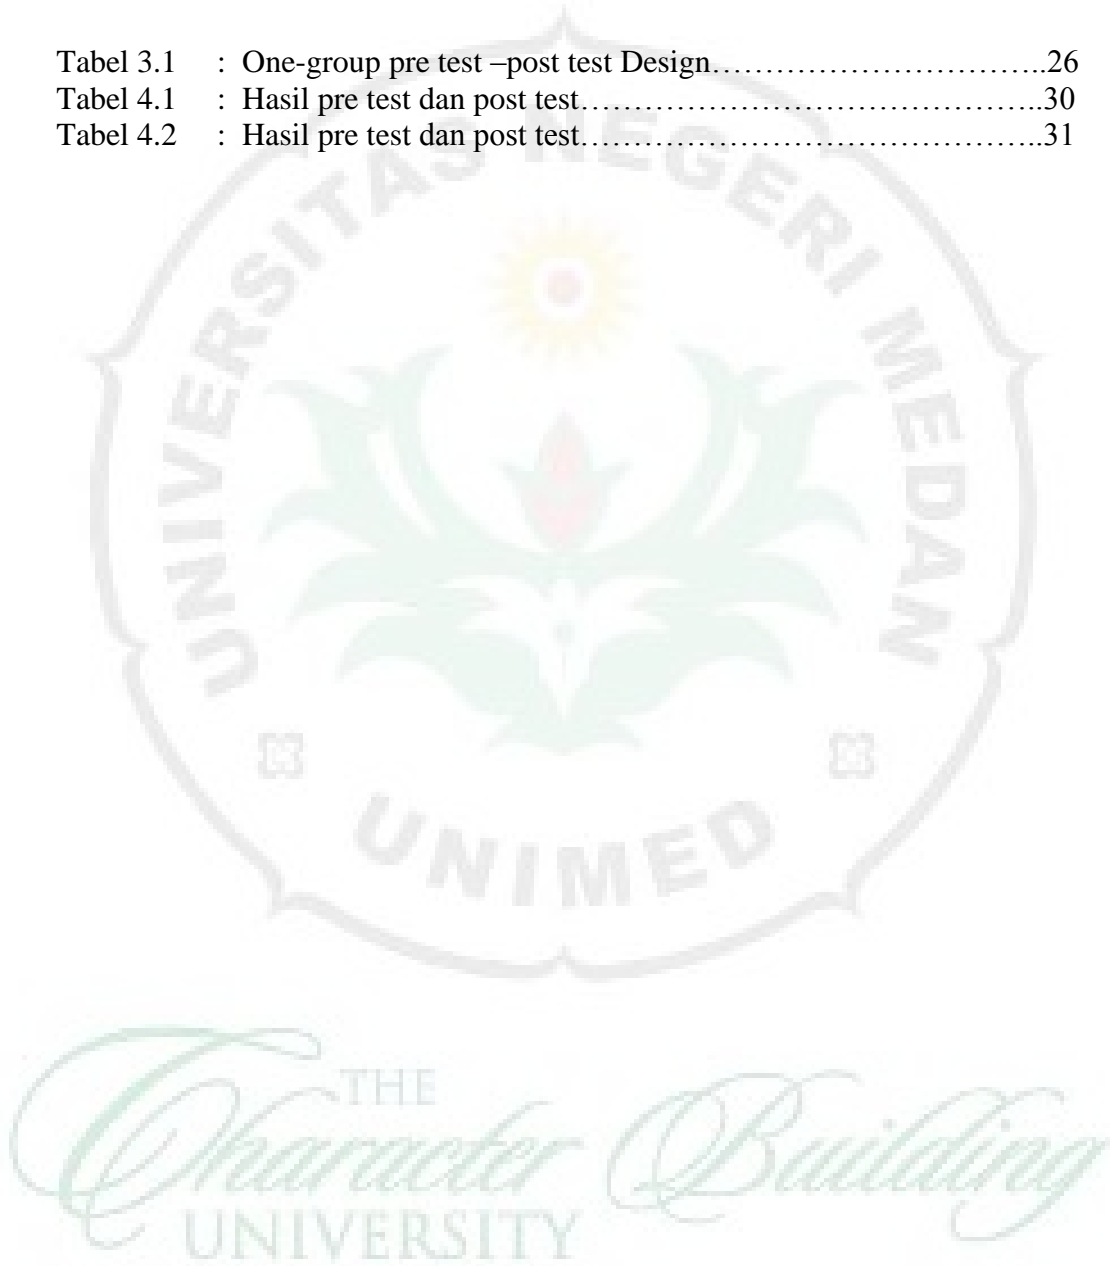 Tabel 3.1 : One-group pre test –post test Design…………………………..26
Tabel 4.1 : Hasil pre test dan post test……………………………………..30
Tabel 4.2 : Hasil pre test dan post test……………………………………..31
UNIVERSITAS NEGERI MEDAN
UNIMED
THE
Character Building
UNIVERSITY